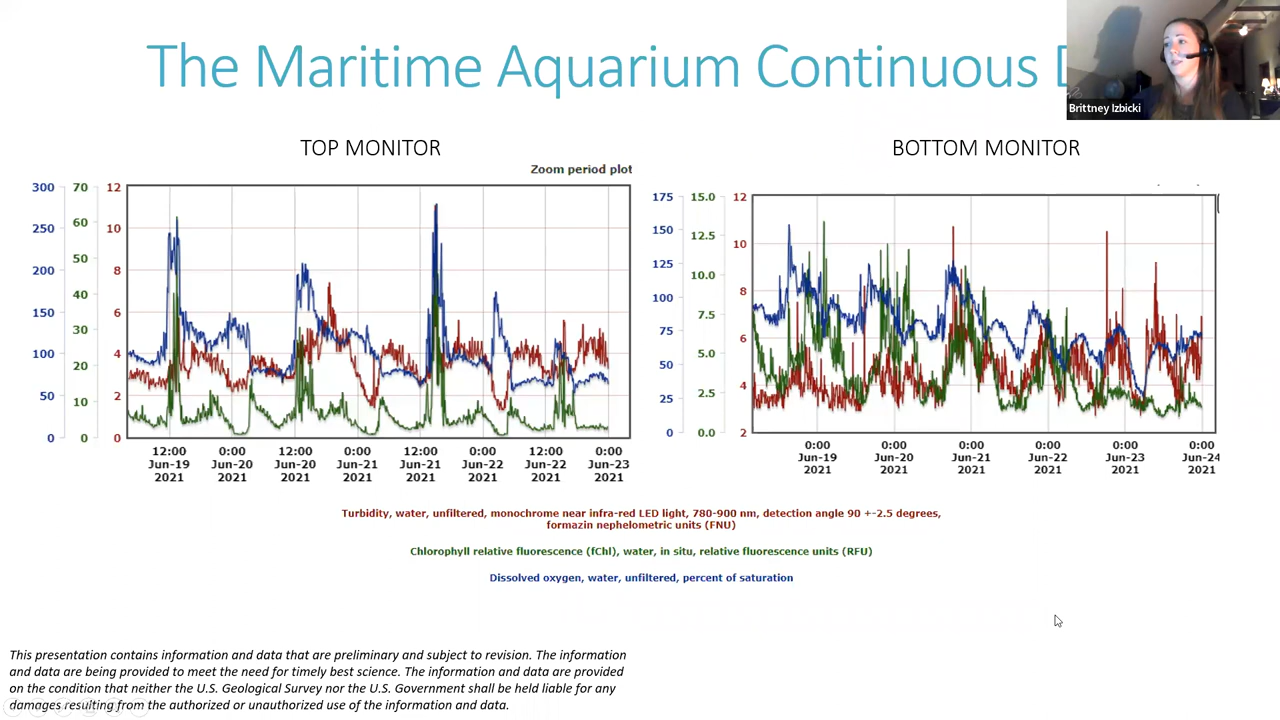 The Maritime Aquarium Continuous D
Brittney Izbicki
TOP MONITOR
BOTTOM MONITOR
Zoom period plot
300 70 12
250 60 10
200 50 8
150 40 6
100 30 4
50 20 2
0 10 0
0
12:00 0:00 12:00 0:00 12:00 0:00 12:00 0:00
Jun-19 Jun-20 Jun-20 Jun-21 Jun-21 Jun-22 Jun-22 Jun-23
2021 2021 2021 2021 2021 2021 2021 2021
175 15.0 12
150 12.5 10
125 10.0 8
100 7.5 6
75 5.0 4
50 2.5 2
25 0.0
0
0:00 0:00 0:00 0:00 0:00 0:00
Jun-19 Jun-20 Jun-21 Jun-22 Jun-23 Jun-24
2021 2021 2021 2021 2021 2021
Turbidity, water, unfiltered, monochrome near infra-red LED light, 780-900 nm, detection angle 90 +-2.5 degrees,
formazin nephelometric units (FNU)
Chlorophyll relative fluorescence (fChl), water, in situ, relative fluorescence units (RFU)
Dissolved oxygen, water, unfiltered, percent of saturation
This presentation contains information and data that are preliminary and subject to revision. The information
and data are being provided to meet the need for timely best science. The information and data are provided
on the condition that neither the U.S. Geological Survey nor the U.S. Government shall be held liable for any
damages resulting from the authorized or unauthorized use of the information and data.